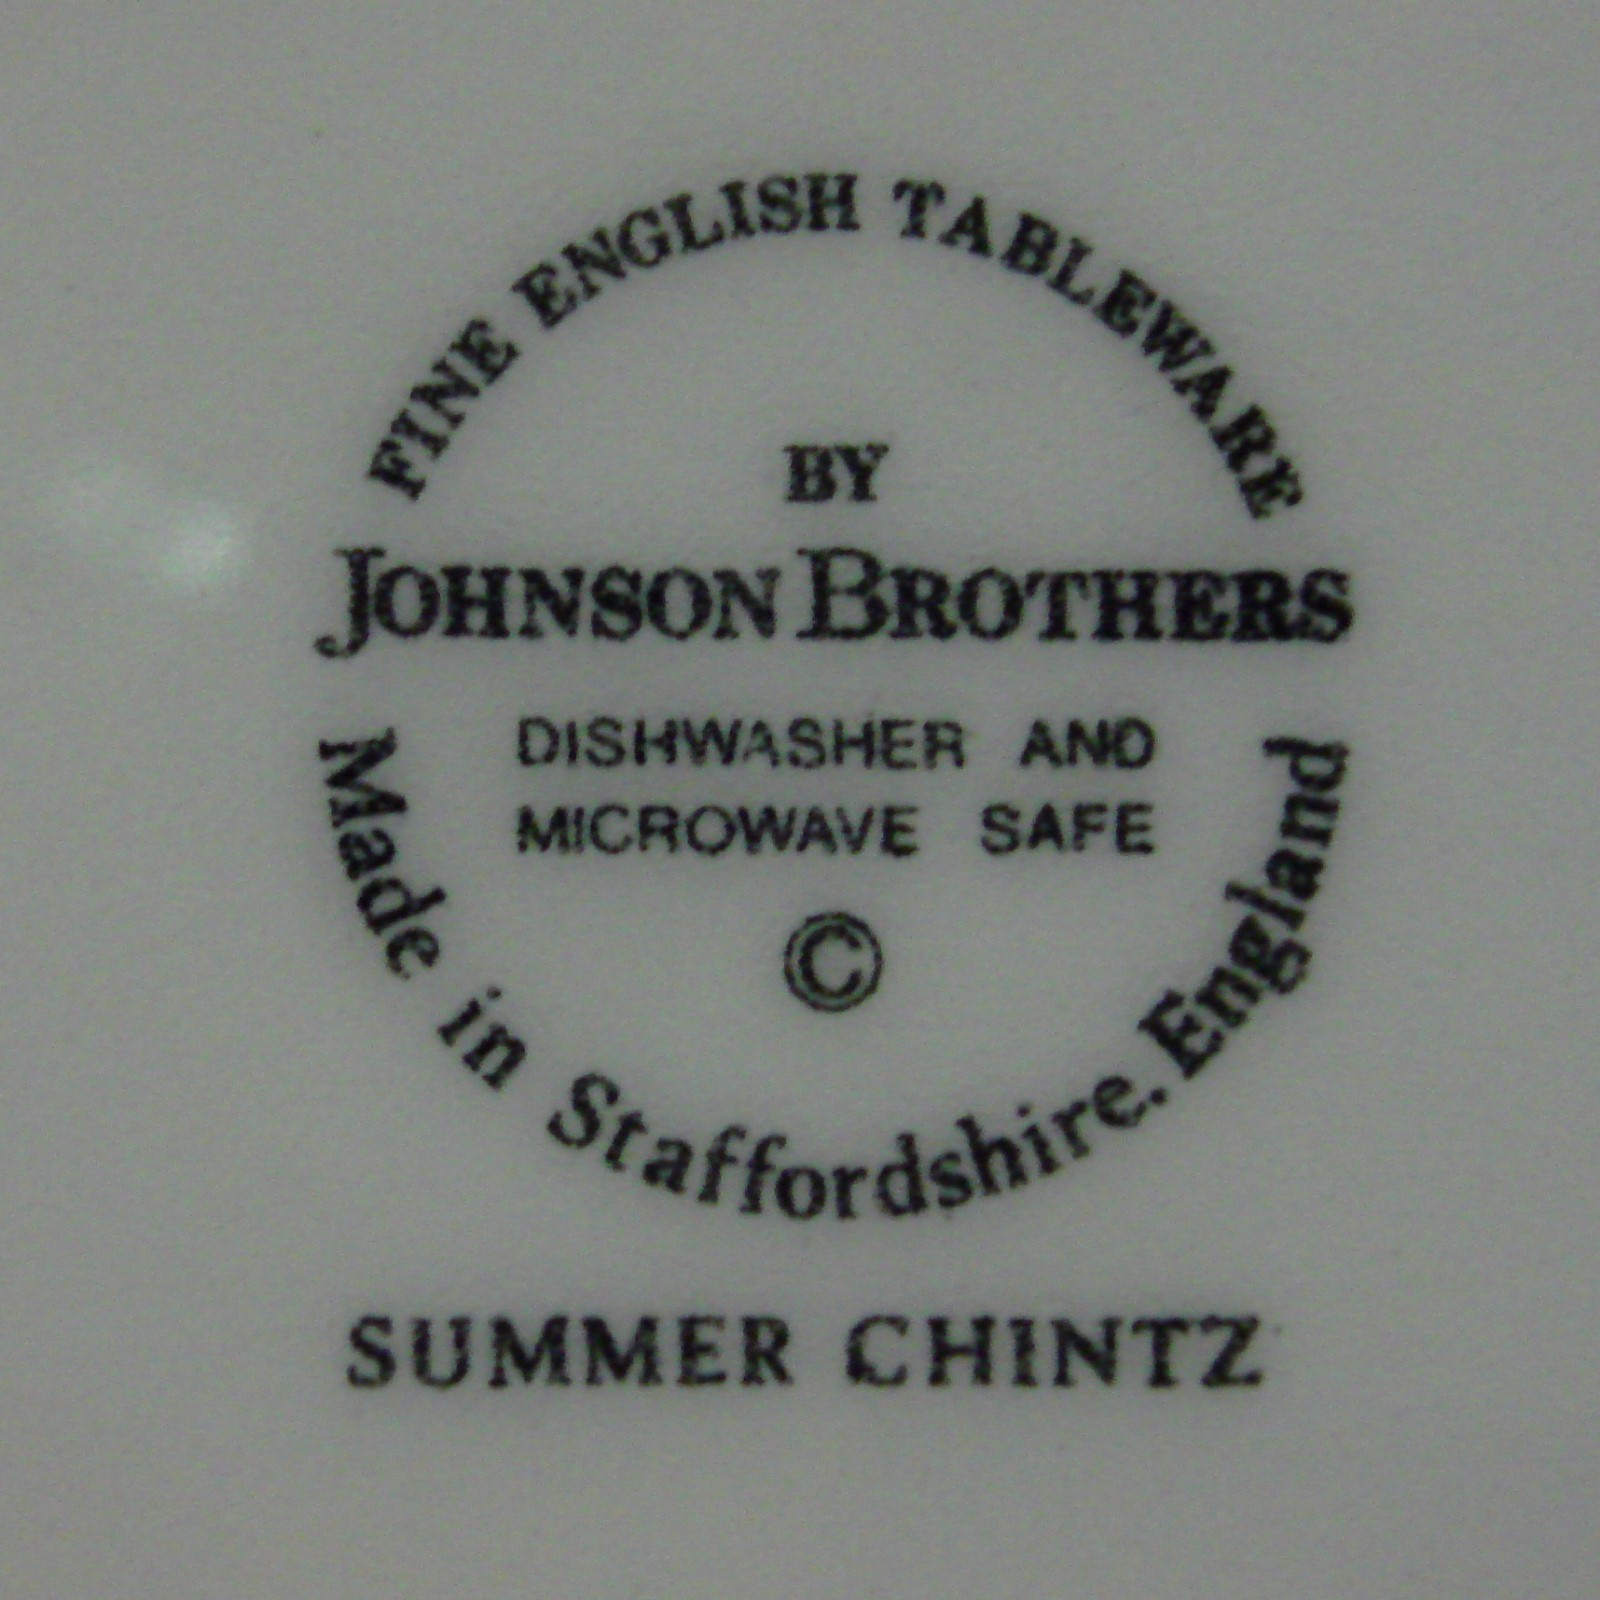 FINE ENGLISH TABLEWARE
BY
JOHNSON BROTHERS
DISHWASHER AND
MICROWAVE SAFE
©
Made in Staffordshire. England
SUMMER CHINTZ